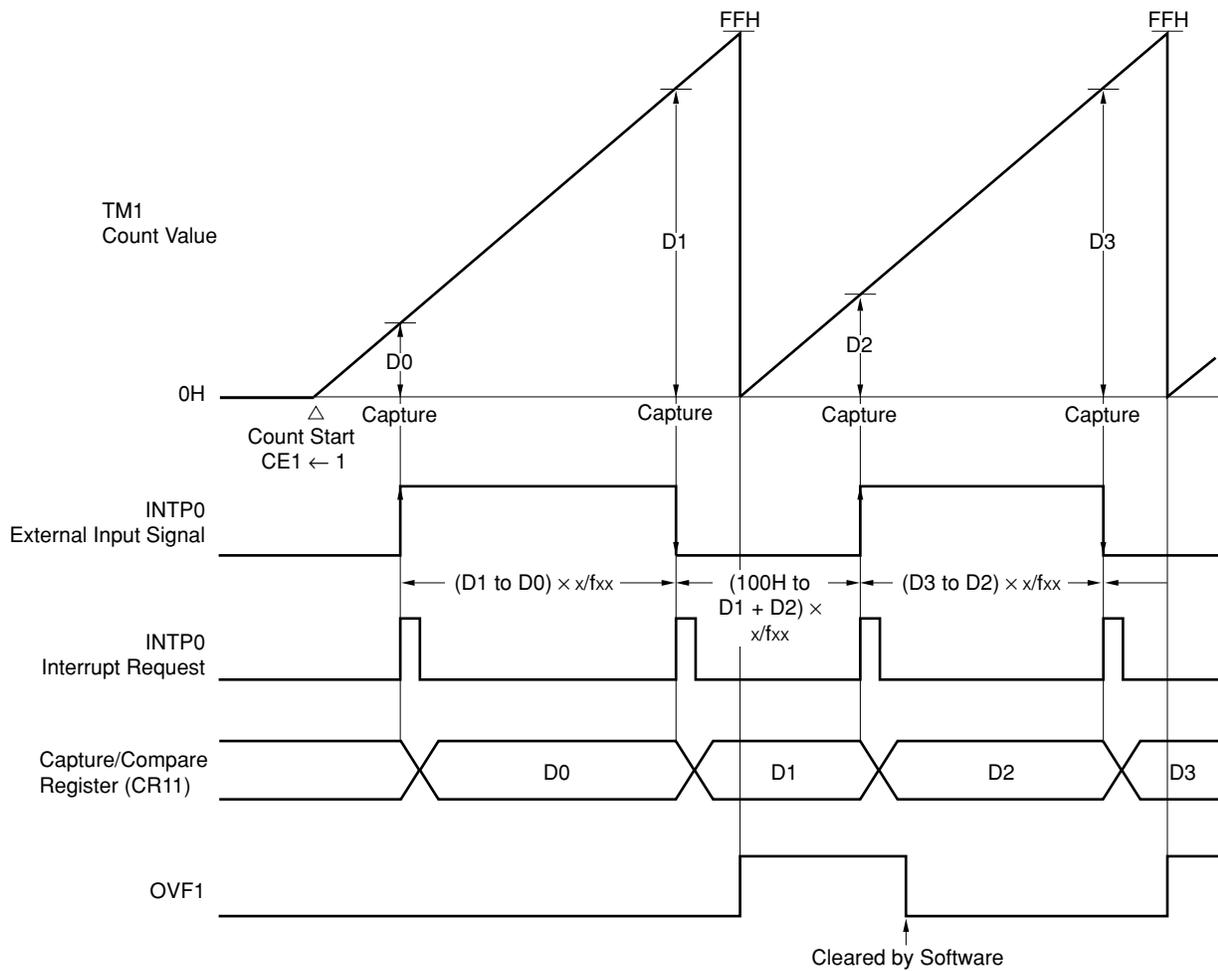 FFH
FFH
TM1
Count Value
D1
D3
D0
D2
0H
Capture
Capture
Capture
Capture
△
Count Start
CE1 ← 1
INTP0
External Input Signal
(D1 to D0) × x/fxx
(100H to
D1 + D2) ×
x/fxx
(D3 to D2) × x/fxx
INTP0
Interrupt Request
Capture/Compare
Register (CR11)
D0
D1
D2
D3
OVF1
Cleared by Software